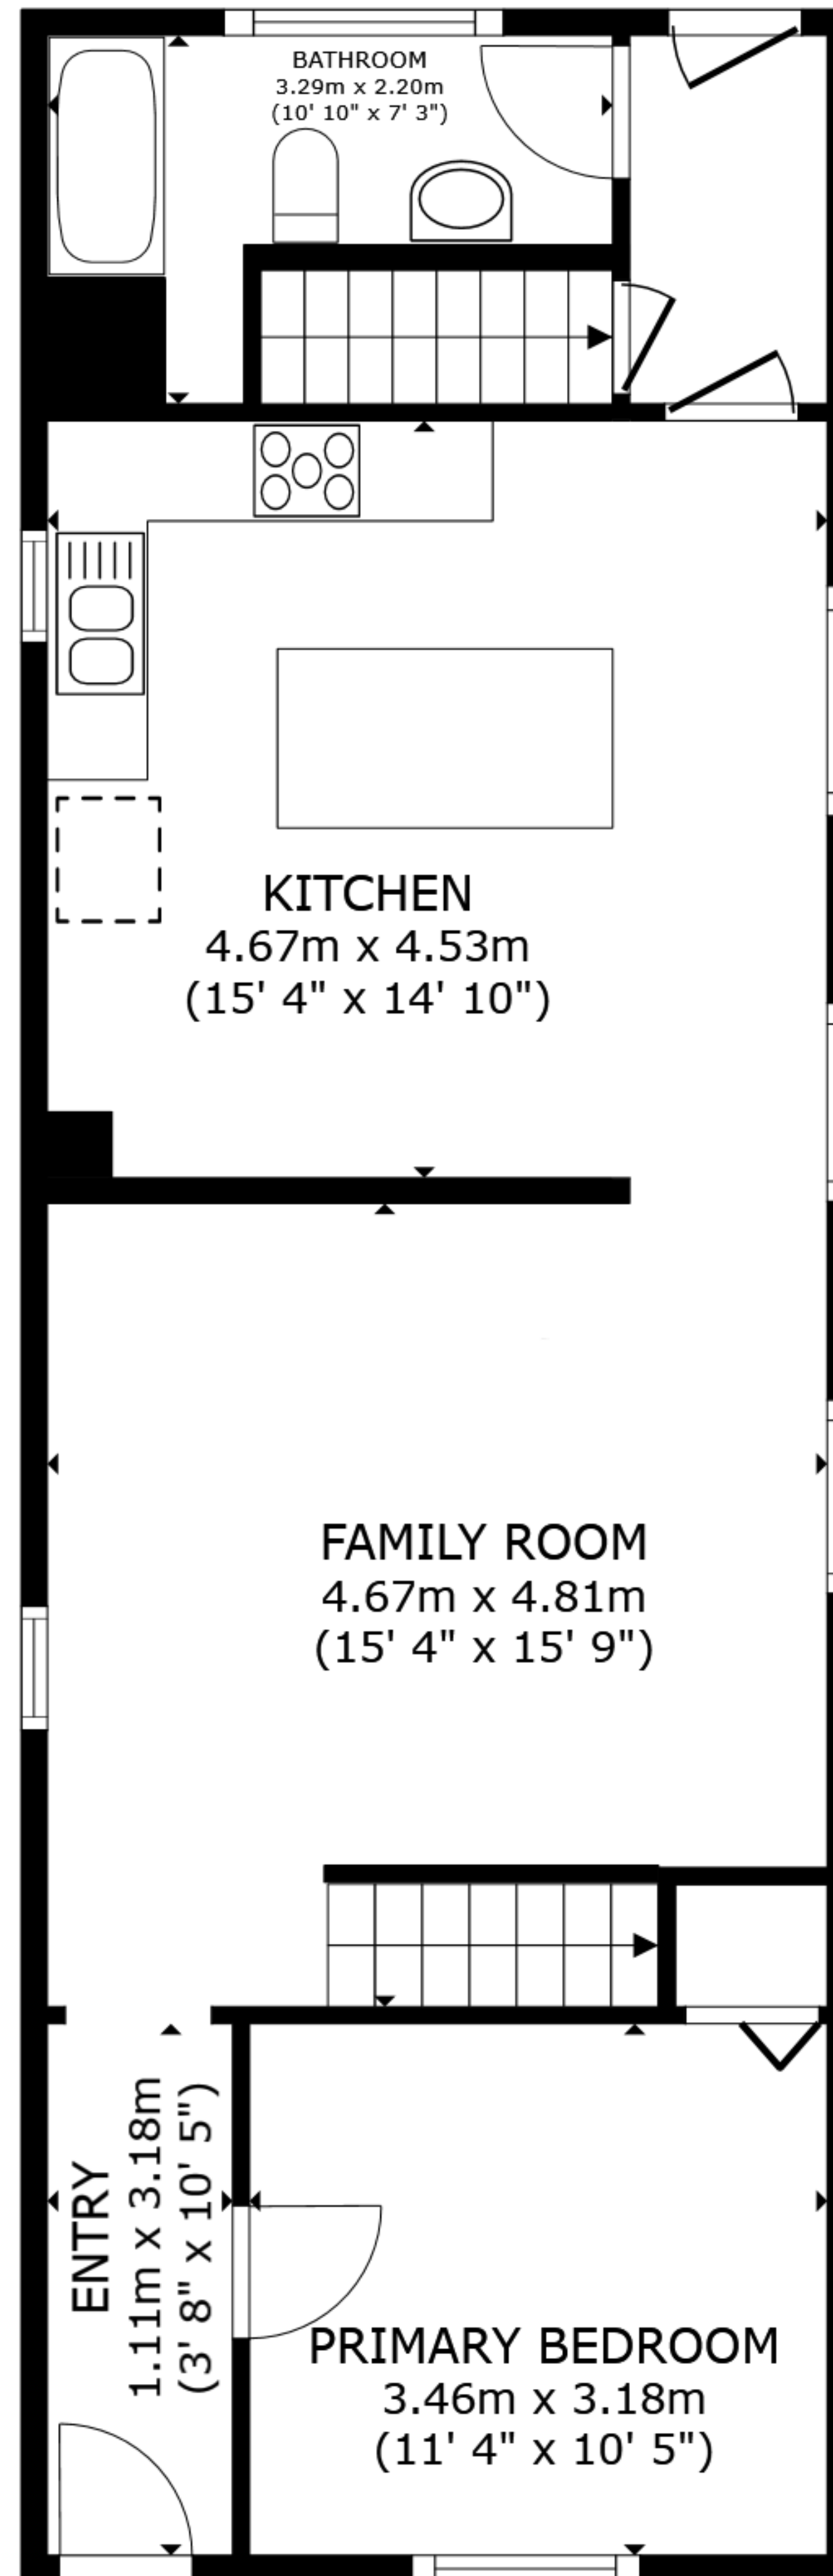 BATHROOM
3.29m x 2.20m
(10' 10" x 7' 3")
KITCHEN
4.67m x 4.53m
(15' 4" x 14' 10")
FAMILY ROOM
4.67m x 4.81m
(15' 4" x 15' 9")
ENTRY
1.11m x 3.18m
(3' 8" x 10' 5")
PRIMARY BEDROOM
3.46m x 3.18m
(11' 4" x 10' 5")